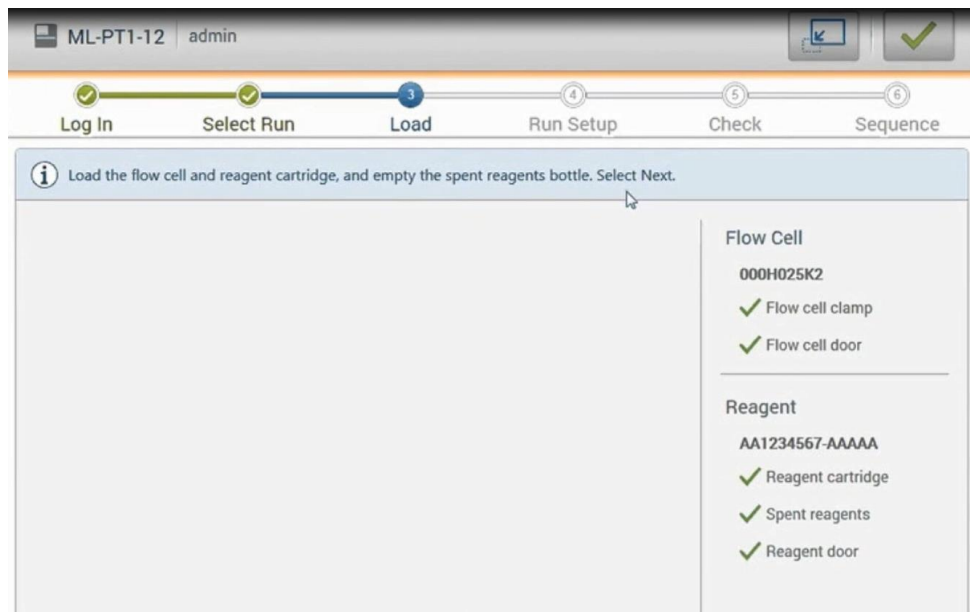 ML-PT1-12 admin
3 4 5 6
Log In Select Run Load Run Setup Check Sequence
Load the flow cell and reagent cartridge, and empty the spent reagents bottle. Select Next.
Flow Cell
000H025K2
Flow cell clamp
Flow cell door
Reagent
AA1234567-AAAAA
Reagent cartridge
Spent reagents
Reagent door